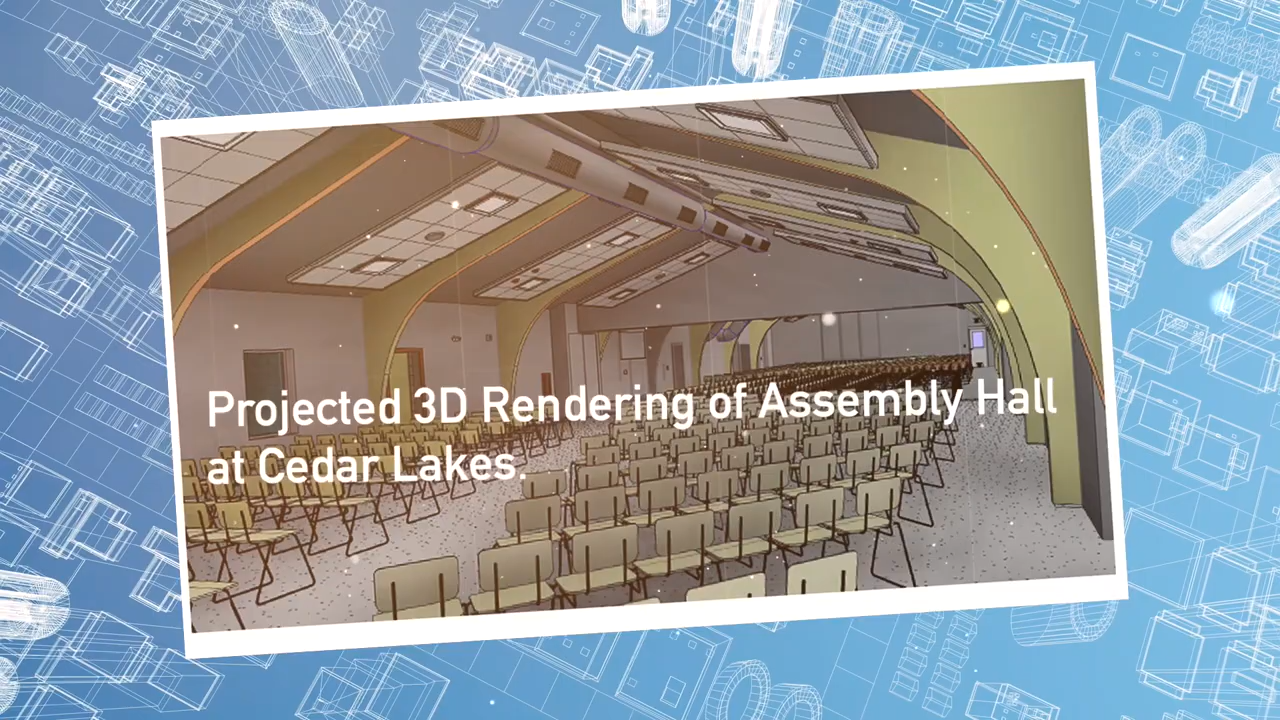 Projected 3D Rendering of Assembly Hall
at Cedar Lakes.